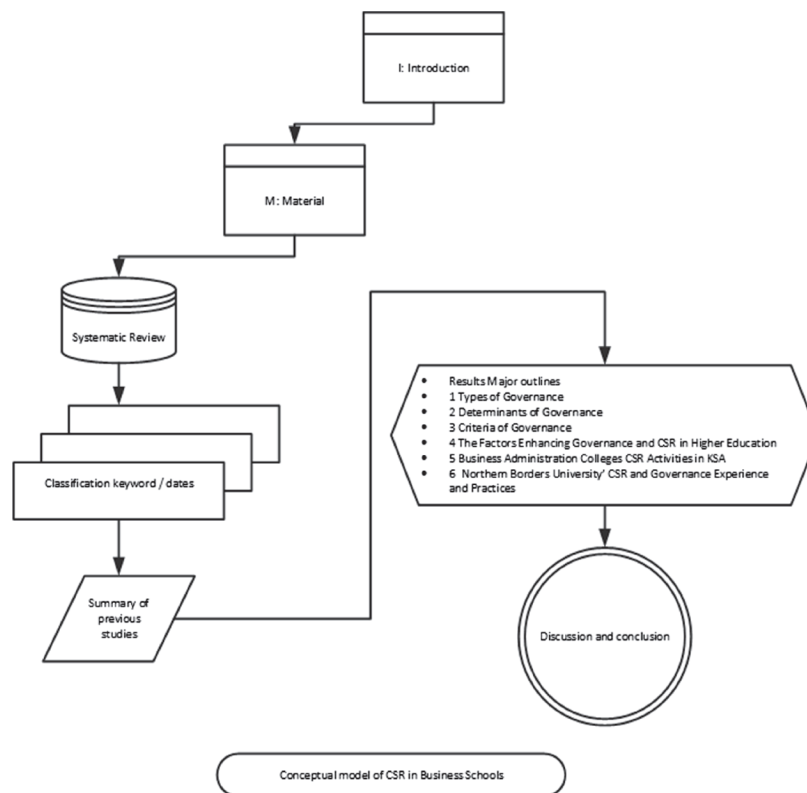 I: Introduction
M: Material
Systematic Review
Classification keyword / dates
Summary of
previous
studies
• Results Major outlines
• 1 Types of Governance
• 2 Determinants of Governance
• 3 Criteria of Governance
• 4 The Factors Enhancing Governance and CSR in Higher Education
• 5 Business Administration Colleges CSR Activities in KSA
• 6 Northern Borders University’ CSR and Governance Experience
and Practices
Discussion and conclusion
Conceptual model of CSR in Business Schools